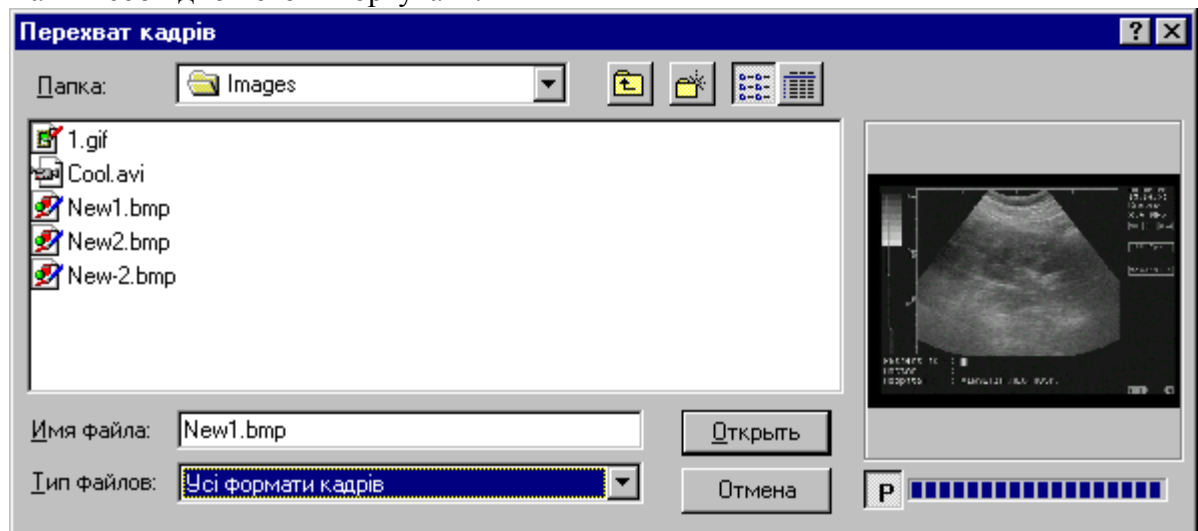 Перехват кадрів
Папка: Images
1.gif
Cool.avi
New1.bmp
New2.bmp
New-2.bmp
Имя файла: New1.bmp Открыть
Тип файлов: Усі формати кадрів Отмена P